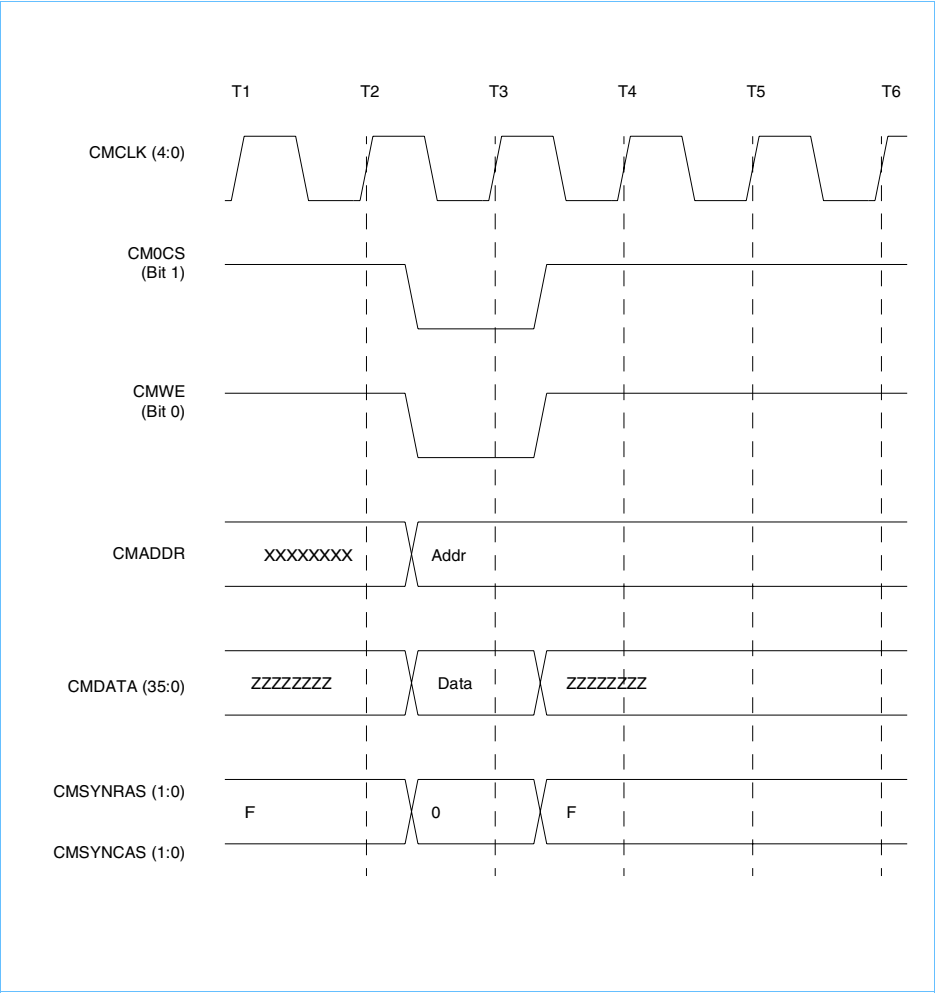 T1 T2 T3 T4 T5 T6
CMCLK (4:0)
CM0CS
(Bit 1)
CMWE
(Bit 0)
CMADDR XXXXXXXX Addr
CMDATA (35:0) ZZZZZZZZ Data ZZZZZZZZ
CMSYNRAS (1:0)
F 0 F
CMSYNCAS (1:0)